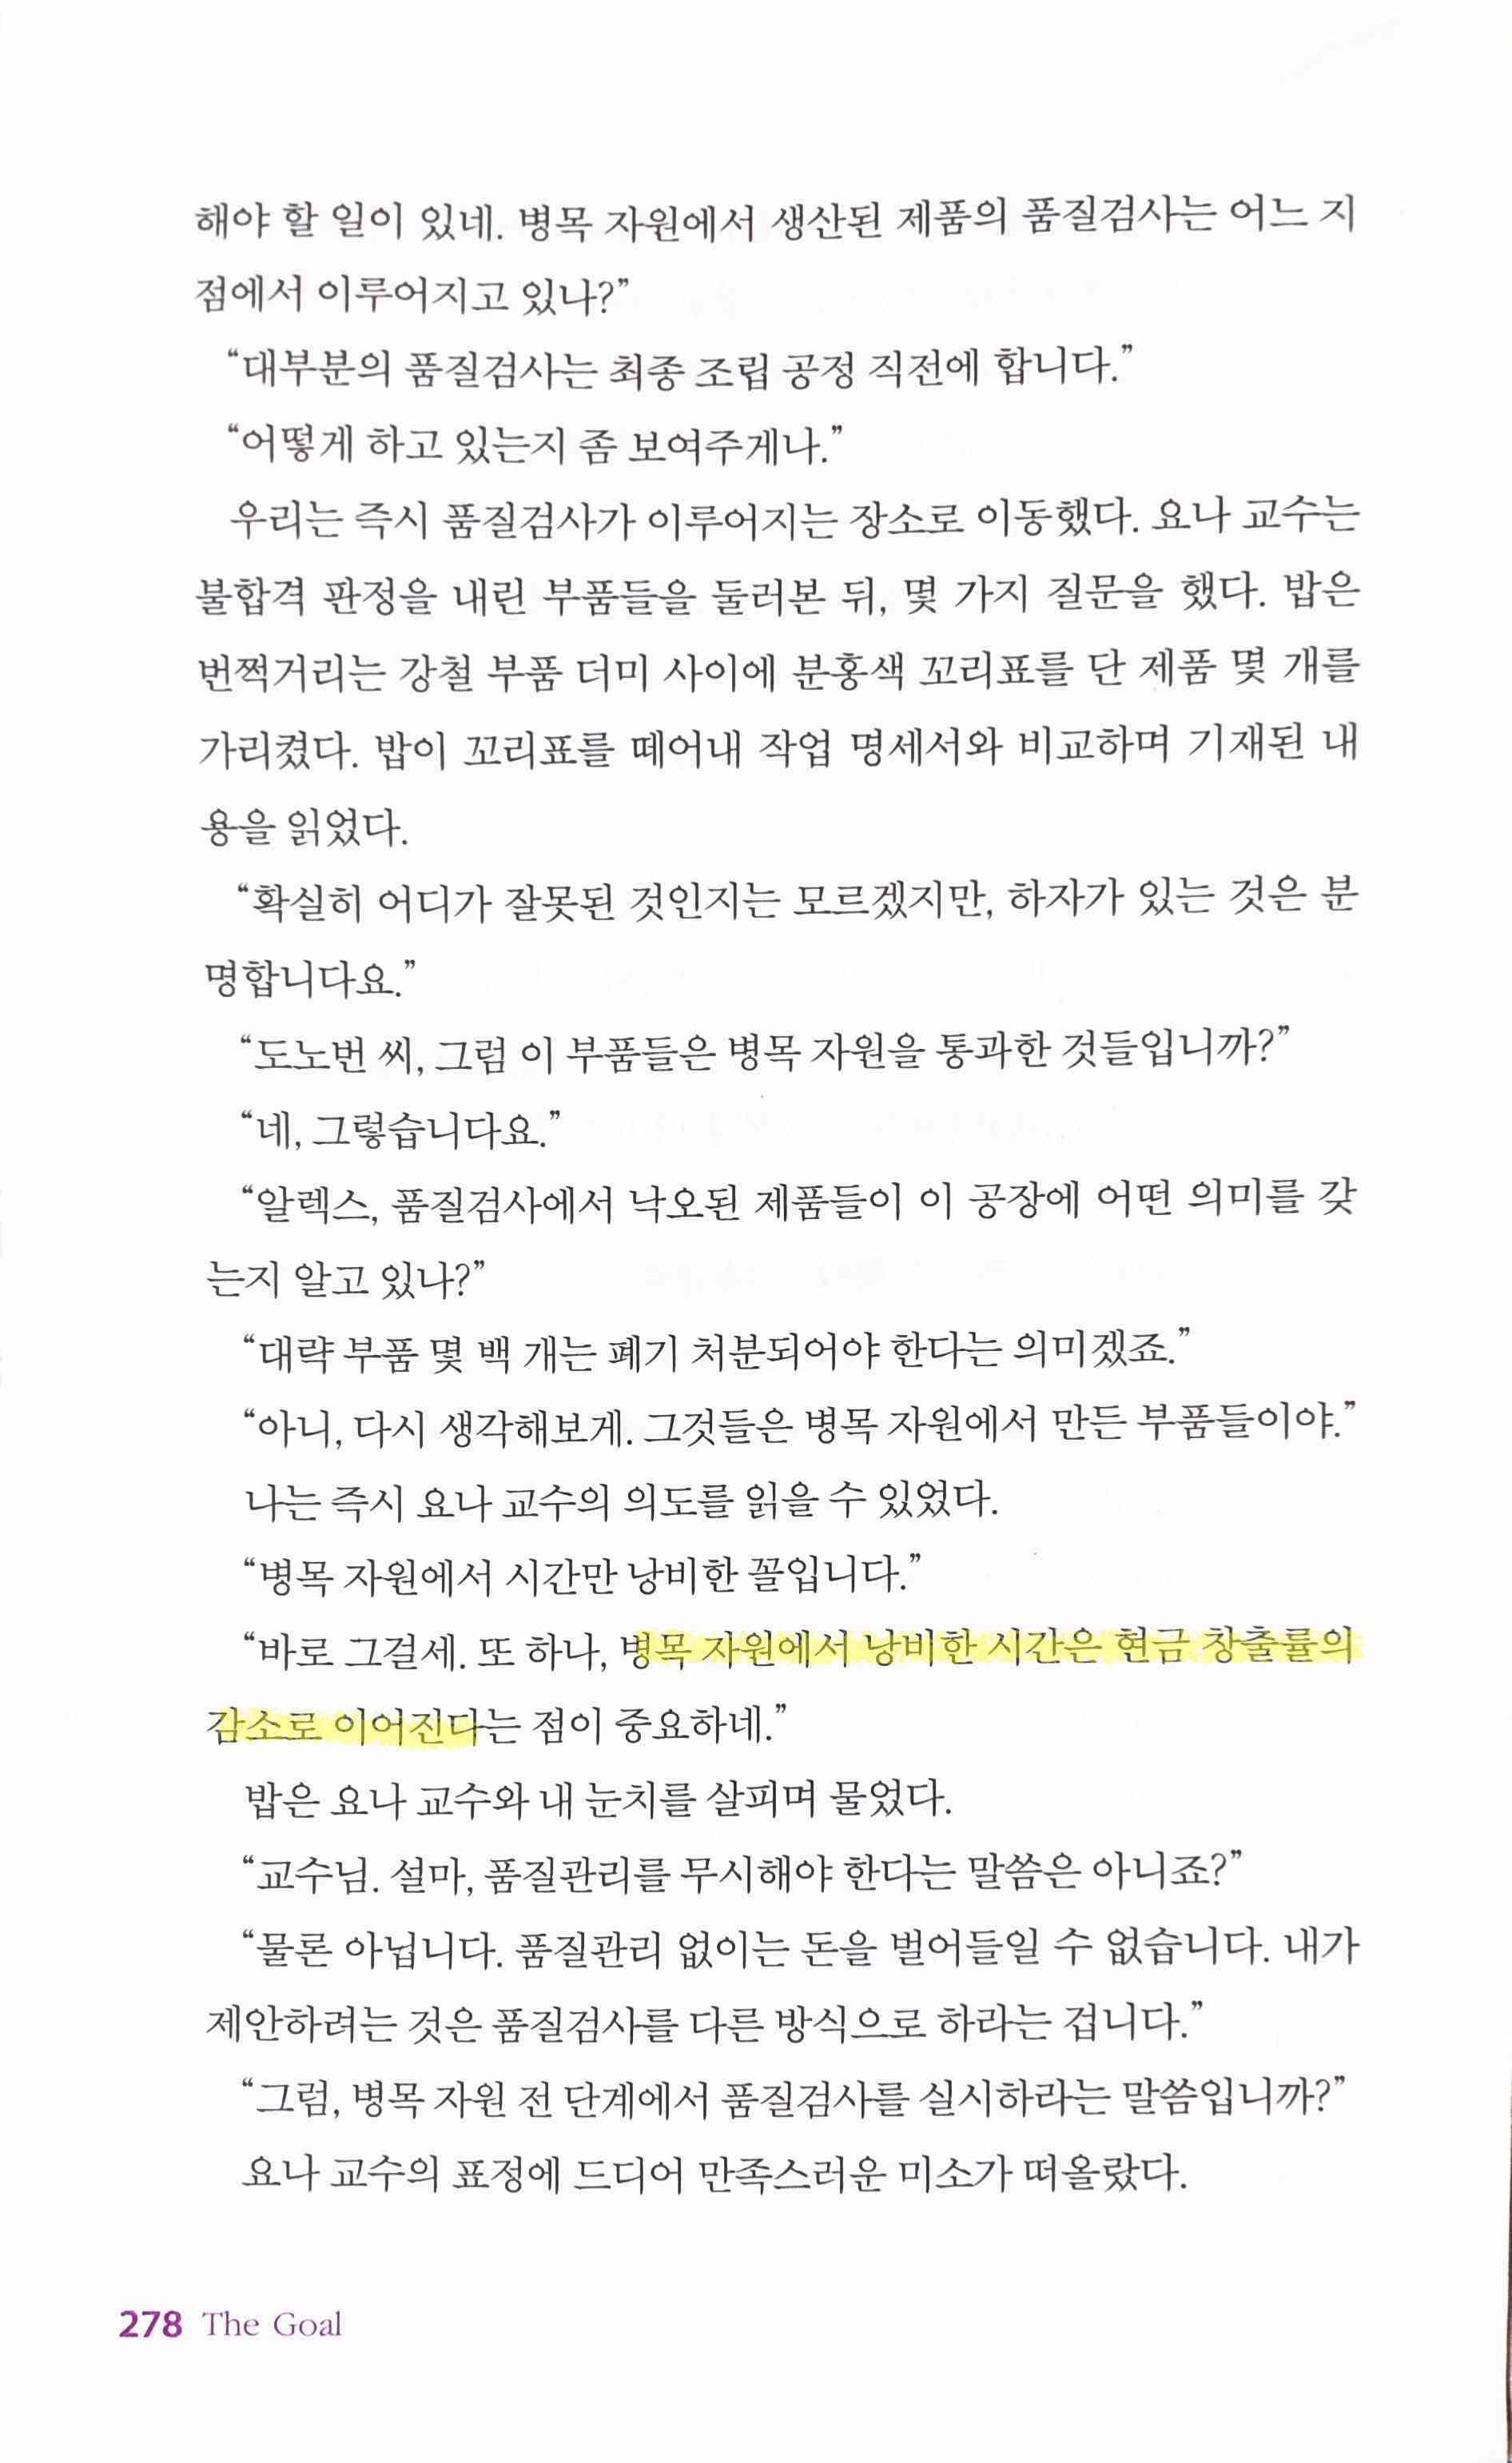 해야 할 일이 있네. 병목 자원에서 생산된 제품의 품질검사는 어느 지
점에서 이루어지고 있나?”
“대부분의 품질검사는 최종 조립 공정 직전에 합니다.”
“어떻게 하고 있는지 좀 보여주게나.”
우리는 즉시 품질검사가 이루어지는 장소로 이동했다. 요나 교수는
불합격 판정을 내린 부품들을 둘러본 뒤, 몇 가지 질문을 했다. 밥은
번쩍거리는 강철 부품 더미 사이에 분홍색 꼬리표를 단 제품 몇 개를
가리켰다. 밥이 꼬리표를 떼어내 작업 명세서와 비교하며 기재된 내
용을 읽었다.
“확실히 어디가 잘못된 것인지는 모르겠지만, 하자가 있는 것은 분
명합니다요.”
“도노번 씨, 그럼 이 부품들은 병목 자원을 통과한 것들입니까?”
“네, 그렇습니다요.”
“알렉스, 품질검사에서 낙오된 제품들이 이 공장에 어떤 의미를 갖
는지 알고 있나?”
“대략 부품 몇 백 개는 폐기 처분되어야 한다는 의미겠죠.”
“아니, 다시 생각해보게. 그것들은 병목 자원에서 만든 부품들이야.”
나는 즉시 요나 교수의 의도를 읽을 수 있었다.
“병목 자원에서 시간만 낭비한 꼴입니다.”
“바로 그걸세. 또 하나, 병목 자원에서 낭비한 시간은 현금 창출률의
감소로 이어진다는 점이 중요하네.”
밥은 요나 교수와 내 눈치를 살피며 물었다.
“교수님. 설마, 품질관리를 무시해야 한다는 말씀은 아니죠?”
“물론 아닙니다. 품질관리 없이는 돈을 벌어들일 수 없습니다. 내가
제안하려는 것은 품질검사를 다른 방식으로 하라는 겁니다.”
“그럼, 병목 자원 전 단계에서 품질검사를 실시하라는 말씀입니까?”
요나 교수의 표정에 드디어 만족스러운 미소가 떠올랐다.
278 The Goal